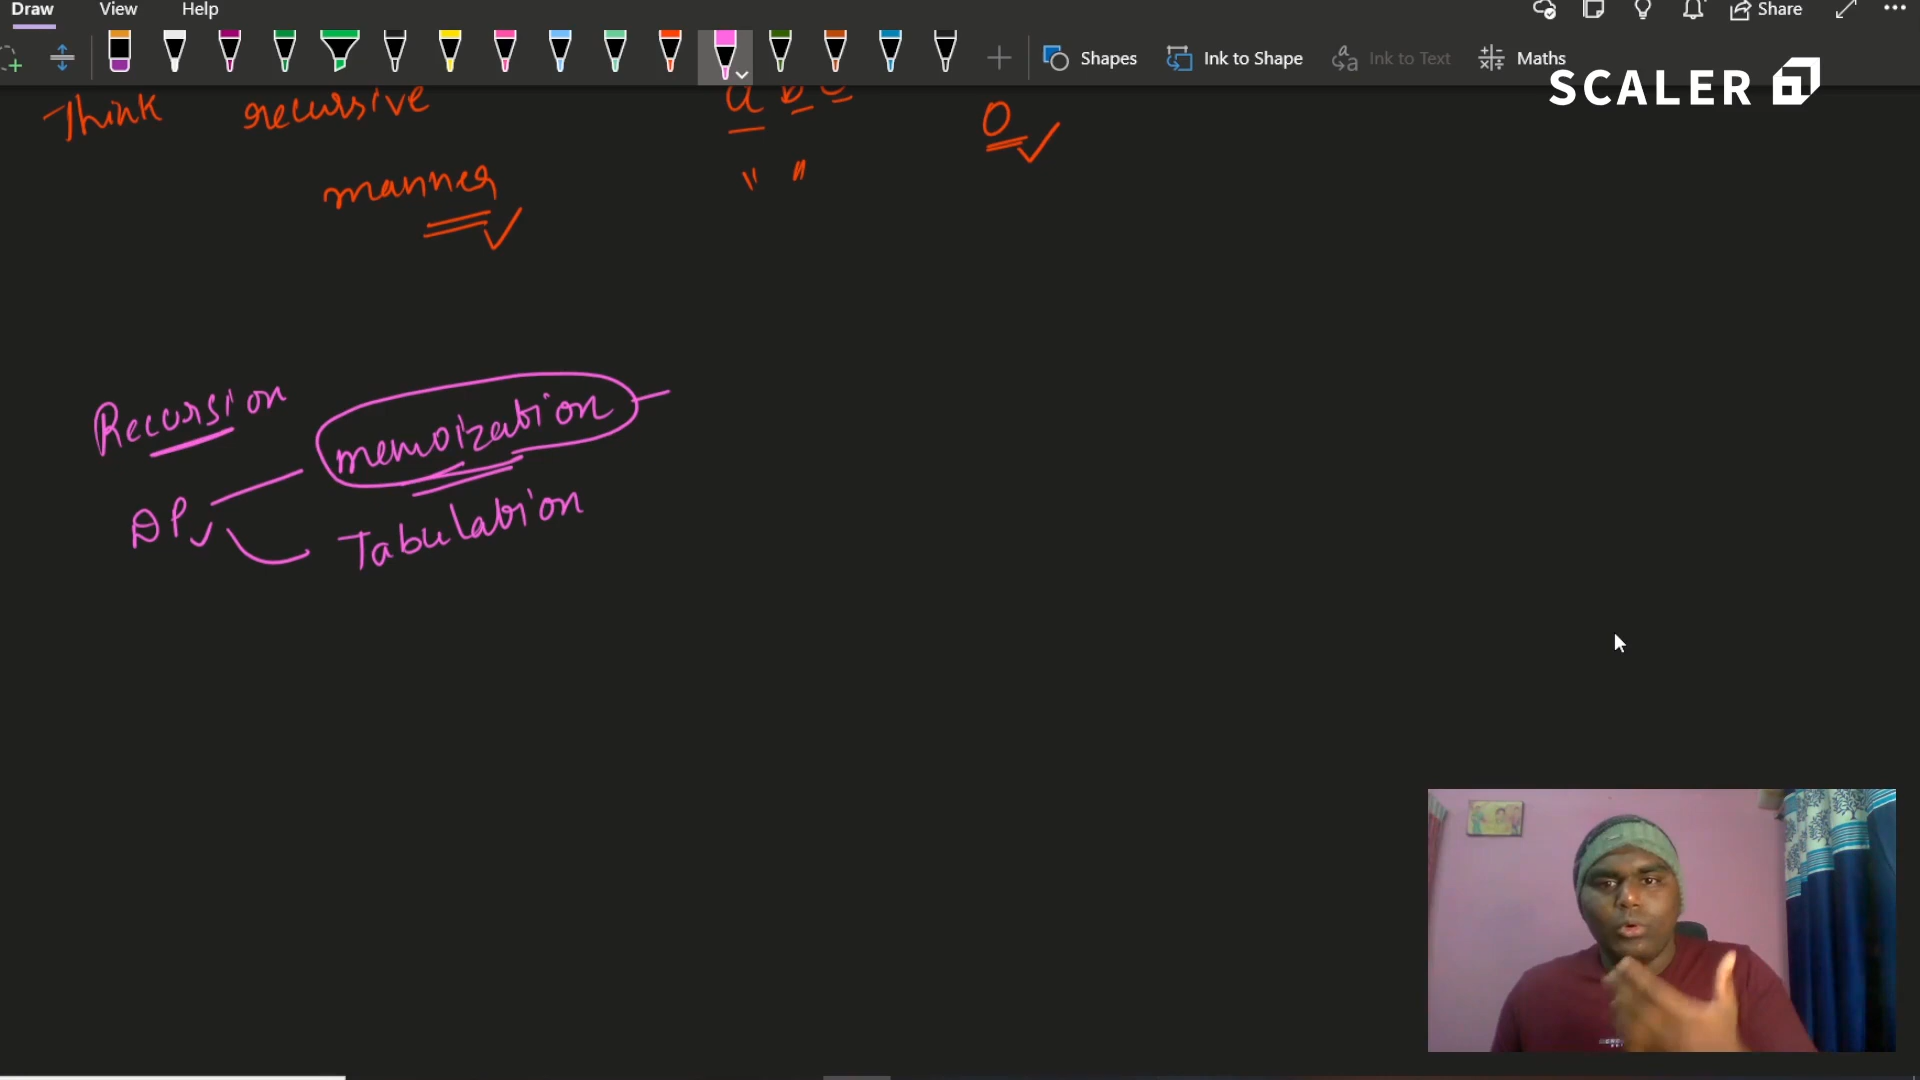 Draw View Help
Share
Shapes Ink to Shape Ink to Text Maths
SCALER
Think recursive a b c 0
manner " "
Recursion
memoization
DP
Tabulation